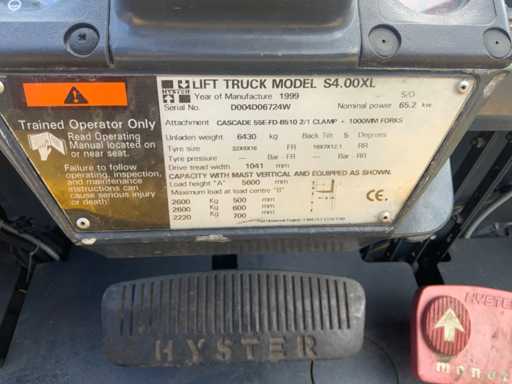 HYSTER
LIFT TRUCK MODEL S4.00XL
Year of Manufacture 1999 S/O
Serial No. D004D06724W Nominal power 65.2 kw
Attachment CASCADE 55E-FD-B510 2/1 CLAMP + 1000MM FORKS
Unladen weight 6430 kg Back Tilt 5 Degrees
Tyre size FR RR
Tyre pressure — Bar FR — Bar RR
Drive tread width 1041 mm
CAPACITY WITH MAST VERTICAL AND EQUIPPED AS SHOWN.
Load height "A" 5600 mm
Maximum load at load centre "B"
2600 Kg 500 mm
Kg 600 mm
2220 Kg 700 mm
CE
Trained Operator Only
Read Operating
Manual located on
or near seat.
Failure to follow
operating, inspection,
and maintenance
instructions can
cause serious injury
or death!
HYSTER
HYSTER